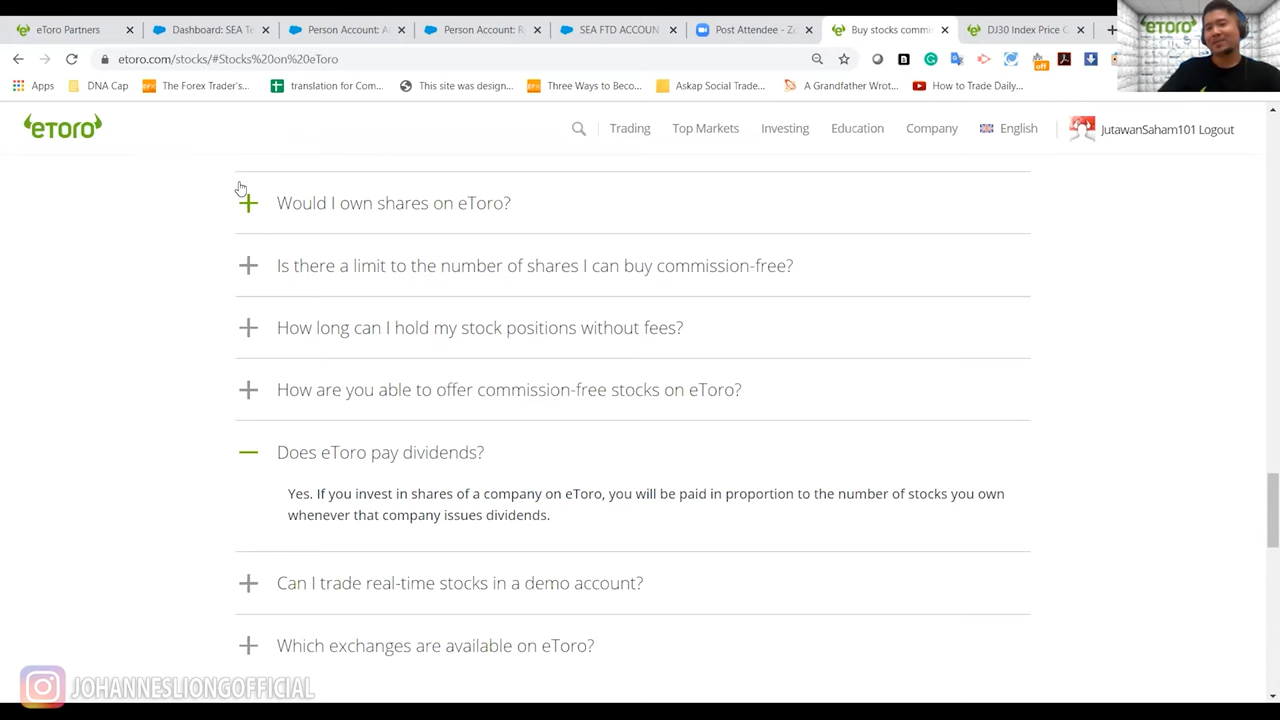 eToro Partners
Dashboard: SEA Te
Person Account: A
Person Account: R
SEA FTD ACCOUN
Post Attendee - Zo
Buy stocks commi
DJ30 Index Price C
etoro.com/stocks/#Stocks%20on%20eToro
off
Apps
DNA Cap
The Forex Trader's...
translation for Com...
This site was design...
Three Ways to Beco...
Askap Social Trade...
A Grandfather Wrot...
How to Trade Daily...
eToro
Trading
Top Markets
Investing
Education
Company
English
JutawanSaham101 Logout
Would I own shares on eToro?
Is there a limit to the number of shares I can buy commission-free?
How long can I hold my stock positions without fees?
How are you able to offer commission-free stocks on eToro?
Does eToro pay dividends?
Yes. If you invest in shares of a company on eToro, you will be paid in proportion to the number of stocks you own
whenever that company issues dividends.
Can I trade real-time stocks in a demo account?
Which exchanges are available on eToro?
JOHANNESLIONGOFFICIAL
eToro